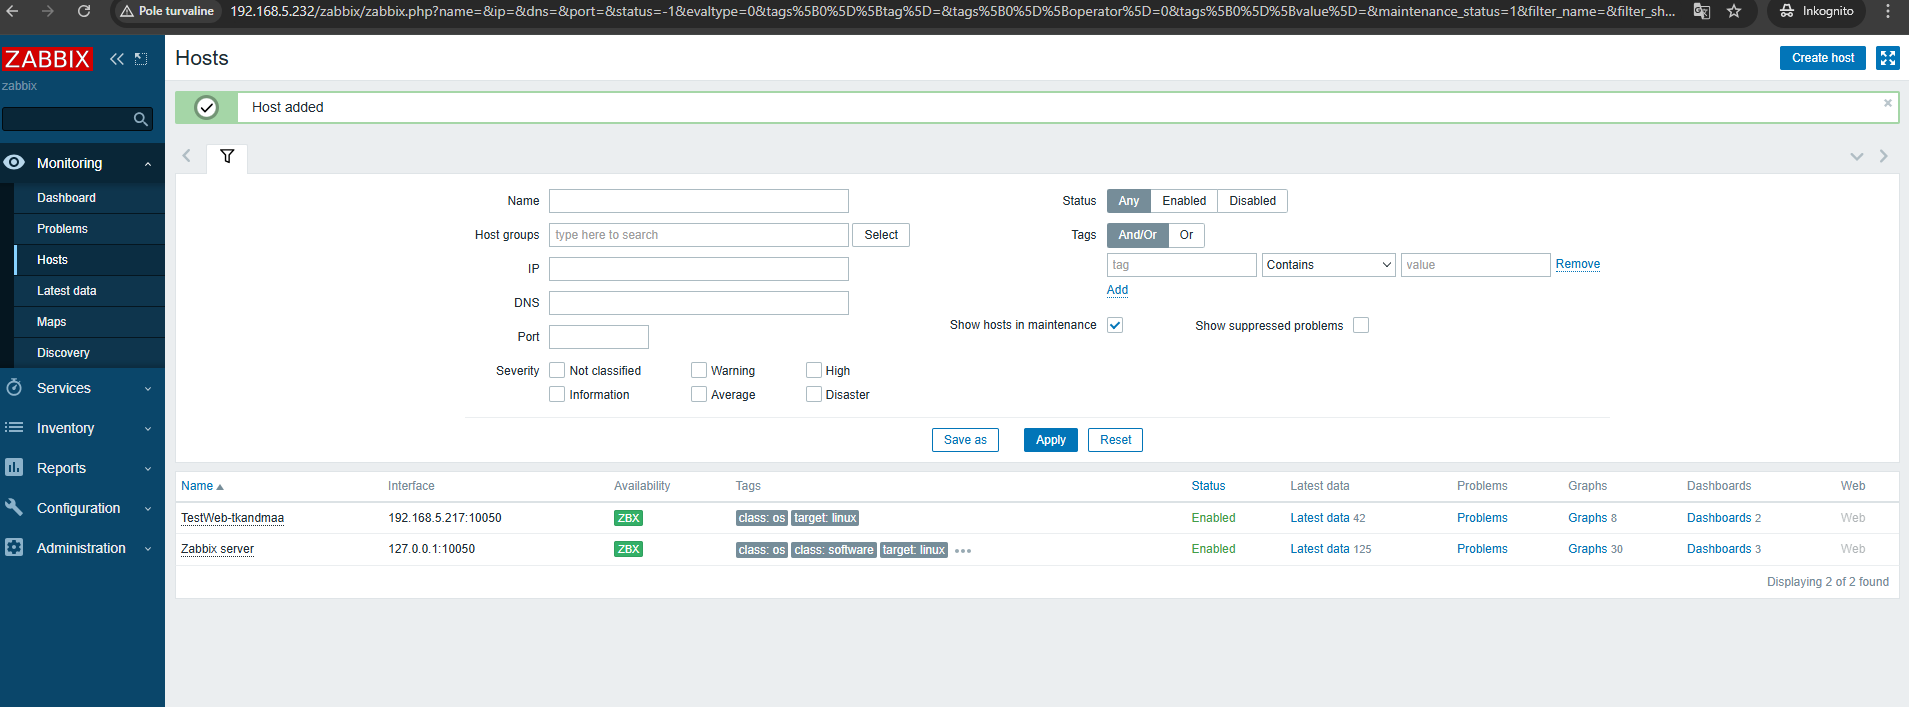 Pole turvaline 192.168.5.232/zabbix/zabbix.php?name=&ip=&dns=&port=&status=-1&evaltype=0&tags%5B0%5D%5Btag%5D=&tags%5B0%5D%5Boperator%5D=0&tags%5B0%5D%5Bvalue%5D=&maintenance_status=1&filter_name=&filter_sh... Inkognito
ZABBIX
zabbix
Monitoring
Dashboard
Problems
Hosts
Latest data
Maps
Discovery
Services
Inventory
Reports
Configuration
Administration
Hosts
Create host
Host added
Name
Host groups type here to search Select
IP
DNS
Port
Severity Not classified Warning High
Information Average Disaster
Status Any Enabled Disabled
Tags And/Or Or
tag Contains value Remove
Add
Show hosts in maintenance Show suppressed problems
Save as Apply Reset
Name Interface Availability Tags Status Latest data Problems Graphs Dashboards Web
TestWeb-tkandmaa 192.168.5.217:10050 ZBX class: os target: linux Enabled Latest data 42 Problems Graphs 8 Dashboards 2 Web
Zabbix server 127.0.0.1:10050 ZBX class: os class: software target: linux ••• Enabled Latest data 125 Problems Graphs 30 Dashboards 3 Web
Displaying 2 of 2 found